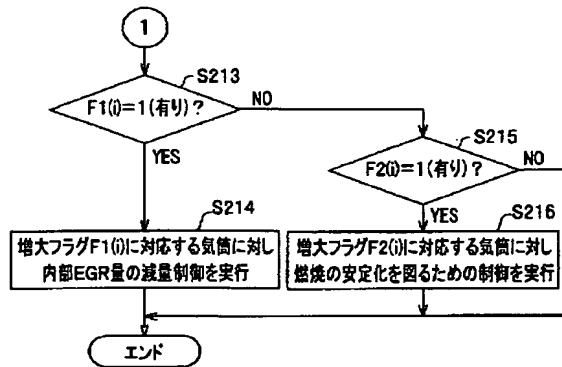 1
S213
F1(i)=1(有り)?
NO
YES
S215
F2(i)=1(有り)?
NO
YES
S214
増大フラグF1(i)に対応する気筒に対し
内部EGR量の減量制御を実行
S216
増大フラグF2(i)に対応する気筒に対し
燃焼の安定化を図るための制御を実行
エンド